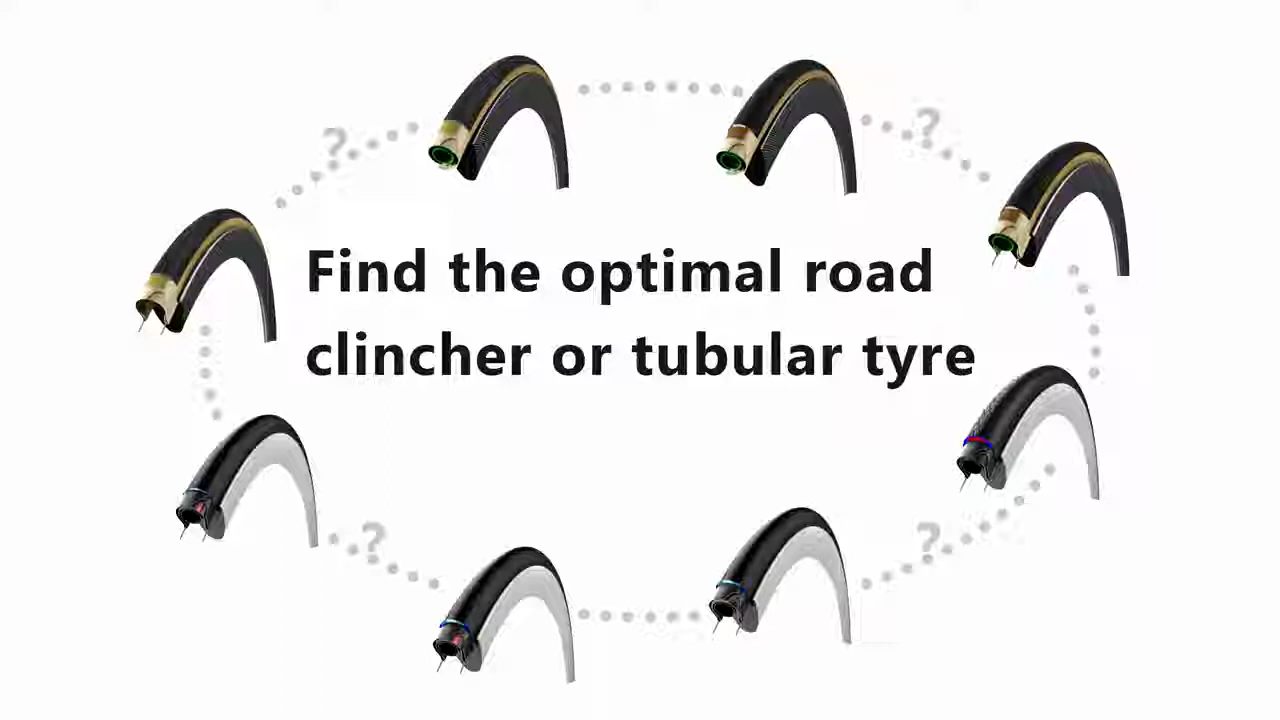 ?
?
Find the optimal road
clincher or tubular tyre
?
?